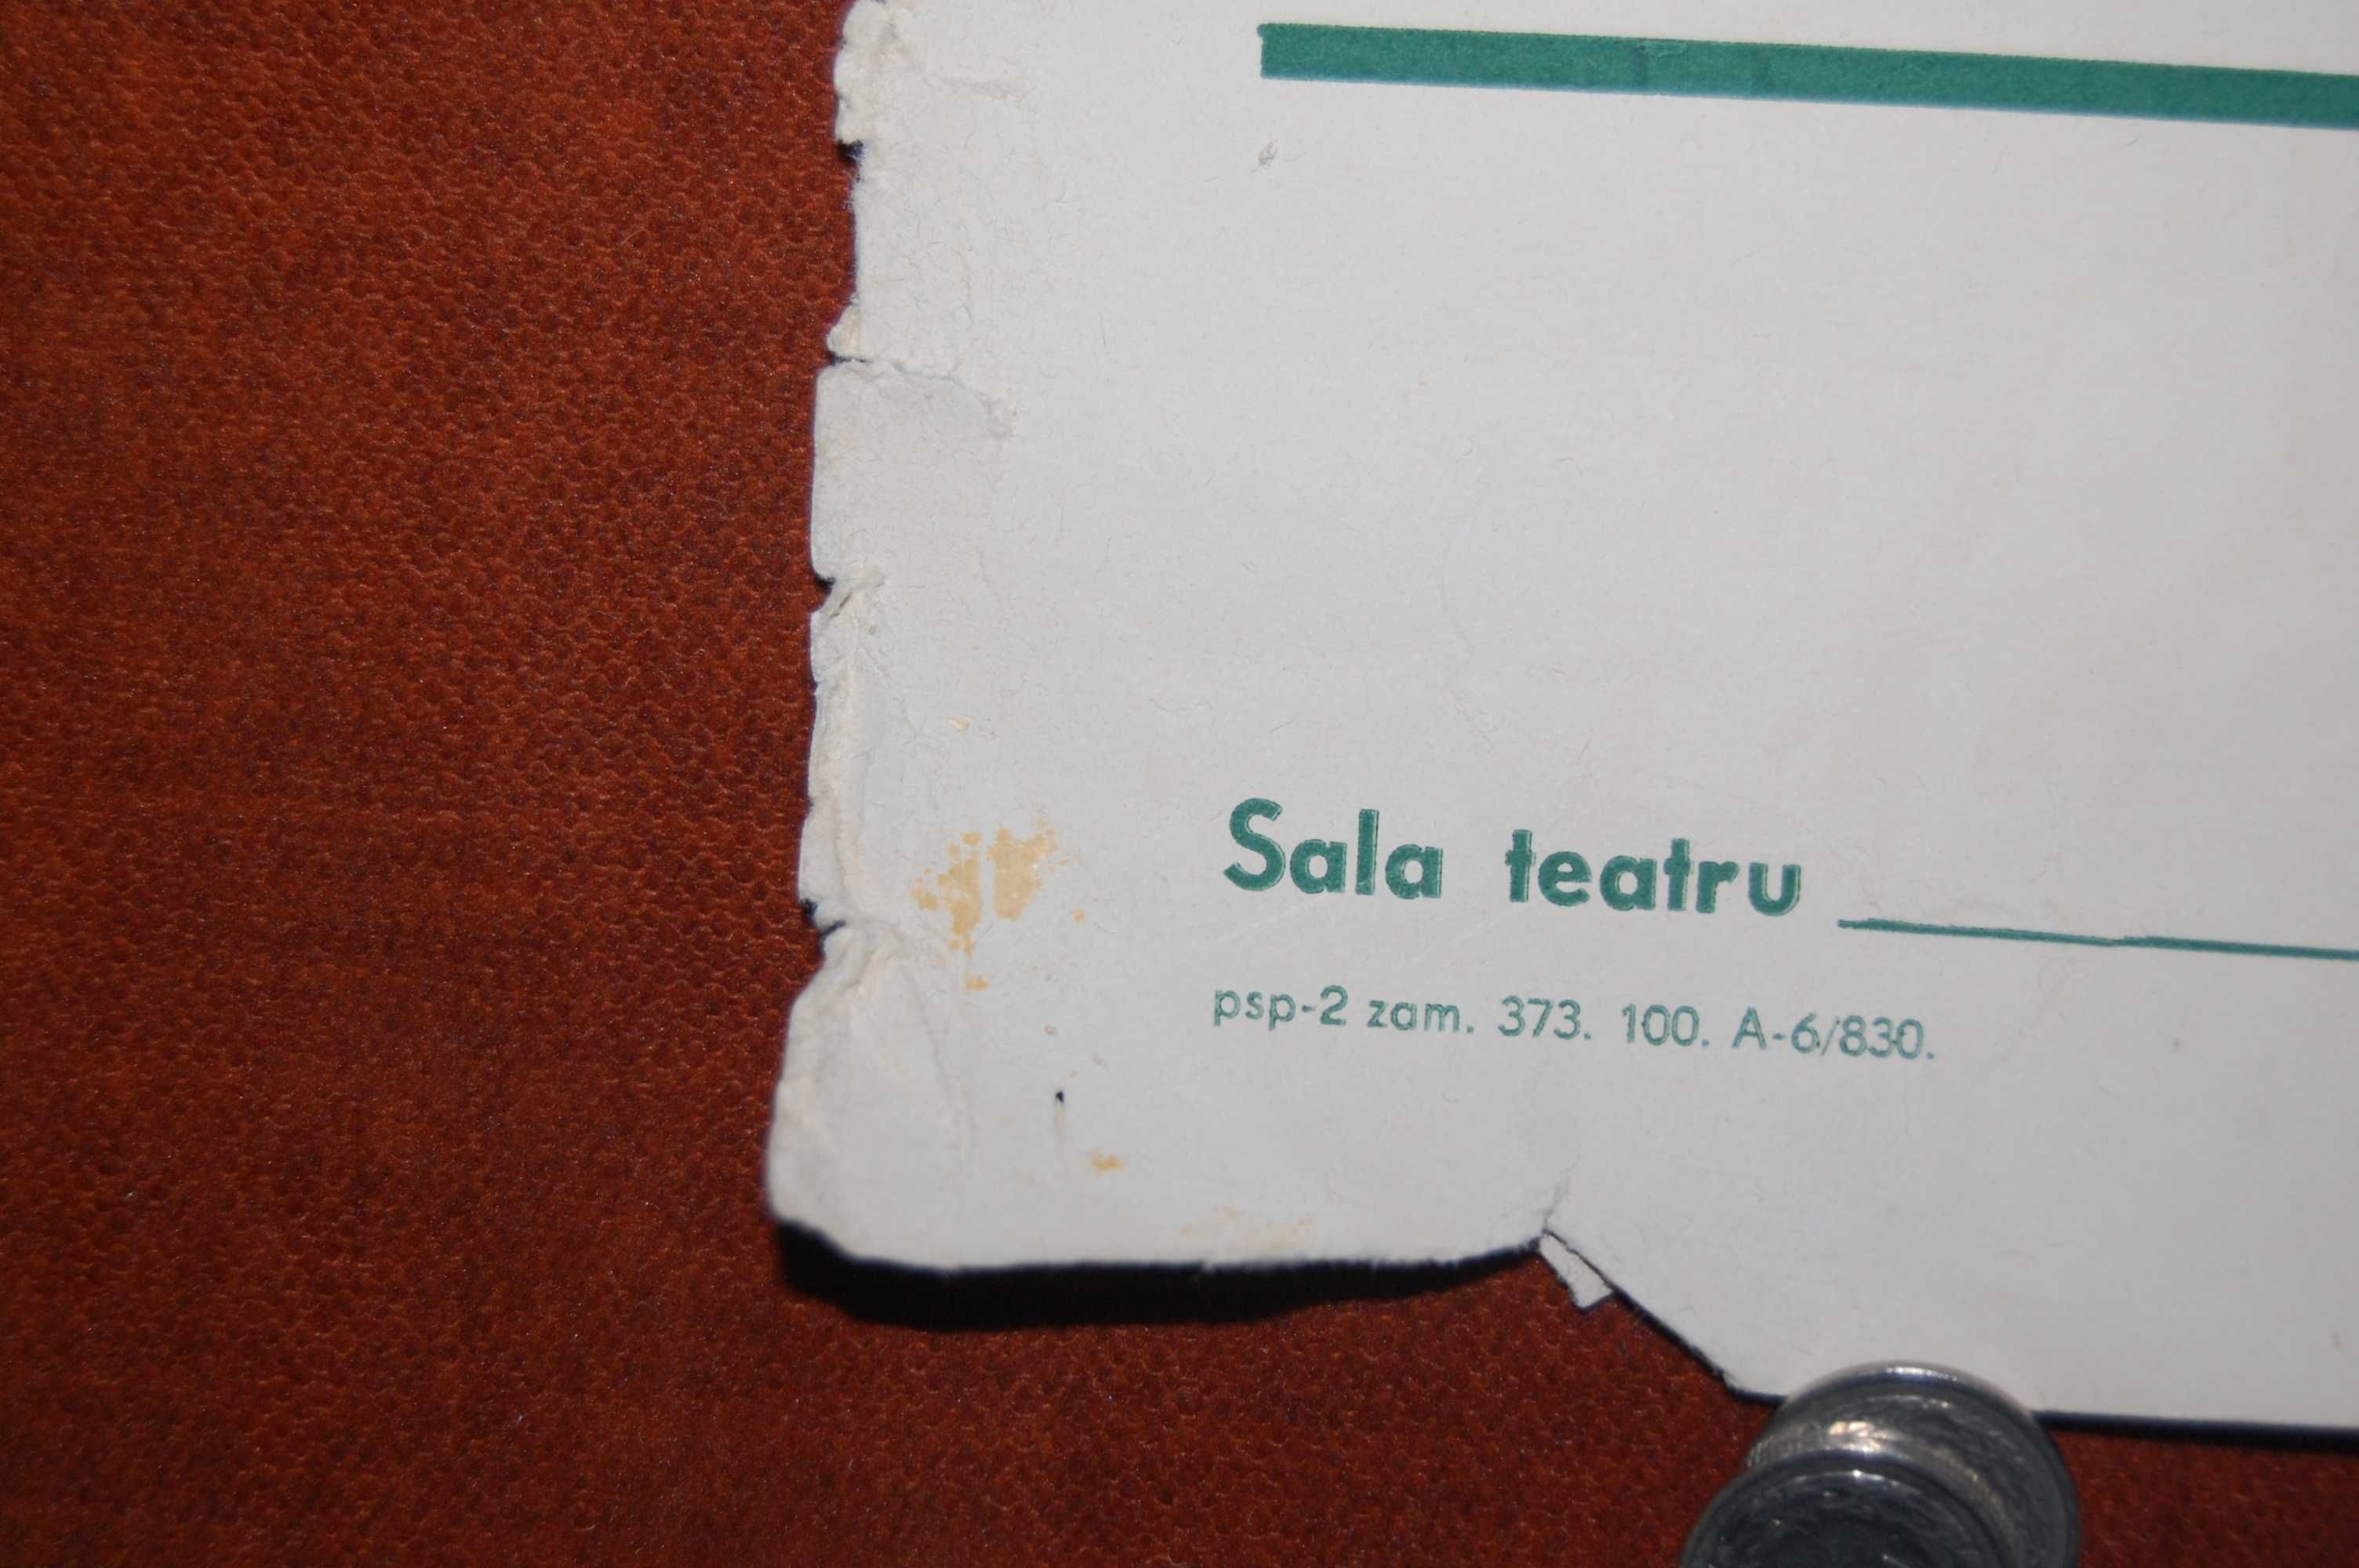 Sala teatru
psp-2 zam. 373. 100. A-6/830.